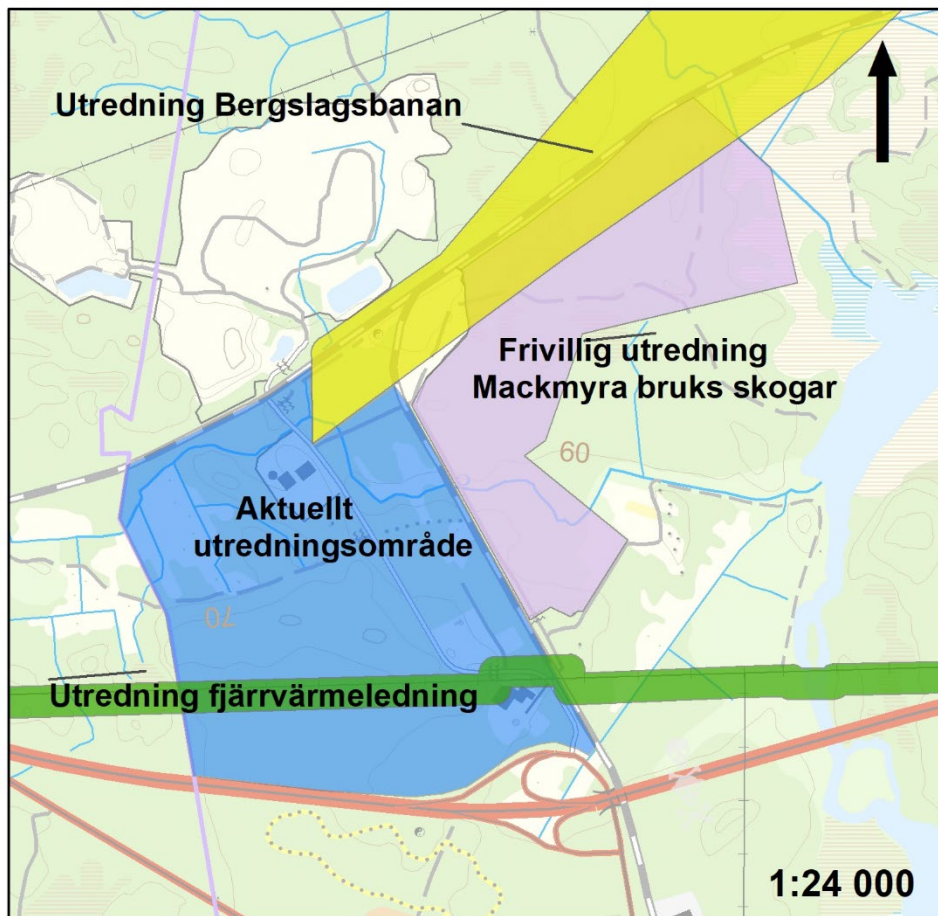 Utredning Bergslagsbanan
Frivillig utredning
Mackmyra bruks skogar
60
Aktuellt
utredningsområde
70
Utredning fjärrvärmeledning
1:24 000